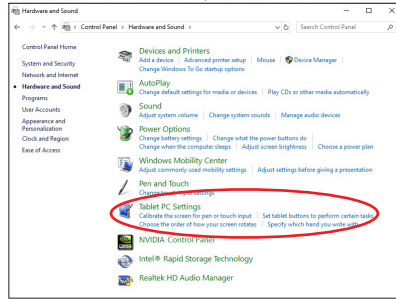 Hardware and Sound
Control Panel > Hardware and Sound >
Search Control Panel
Control Panel Home
System and Security
Network and Internet
Hardware and Sound
Programs
User Accounts
Appearance and
Personalization
Clock and Region
Ease of Access
Devices and Printers
Add a device | Advanced printer setup | Mouse | Device Manager |
Change Windows To Go startup options
AutoPlay
Change default settings for media or devices | Play CDs or other media automatically
Sound
Adjust system volume | Change system sounds | Manage audio devices
Power Options
Change battery settings | Change what the power buttons do |
Change when the computer sleeps | Adjust screen brightness | Choose a power plan
Windows Mobility Center
Adjust commonly used mobility settings | Adjust settings before giving a presentation
Pen and Touch
Change touch input settings
Tablet PC Settings
Calibrate the screen for pen or touch input | Set tablet buttons to perform certain tasks
Choose the order of how your screen rotates | Specify which hand you write with
NVIDIA Control Panel
Intel® Rapid Storage Technology
Realtek HD Audio Manager